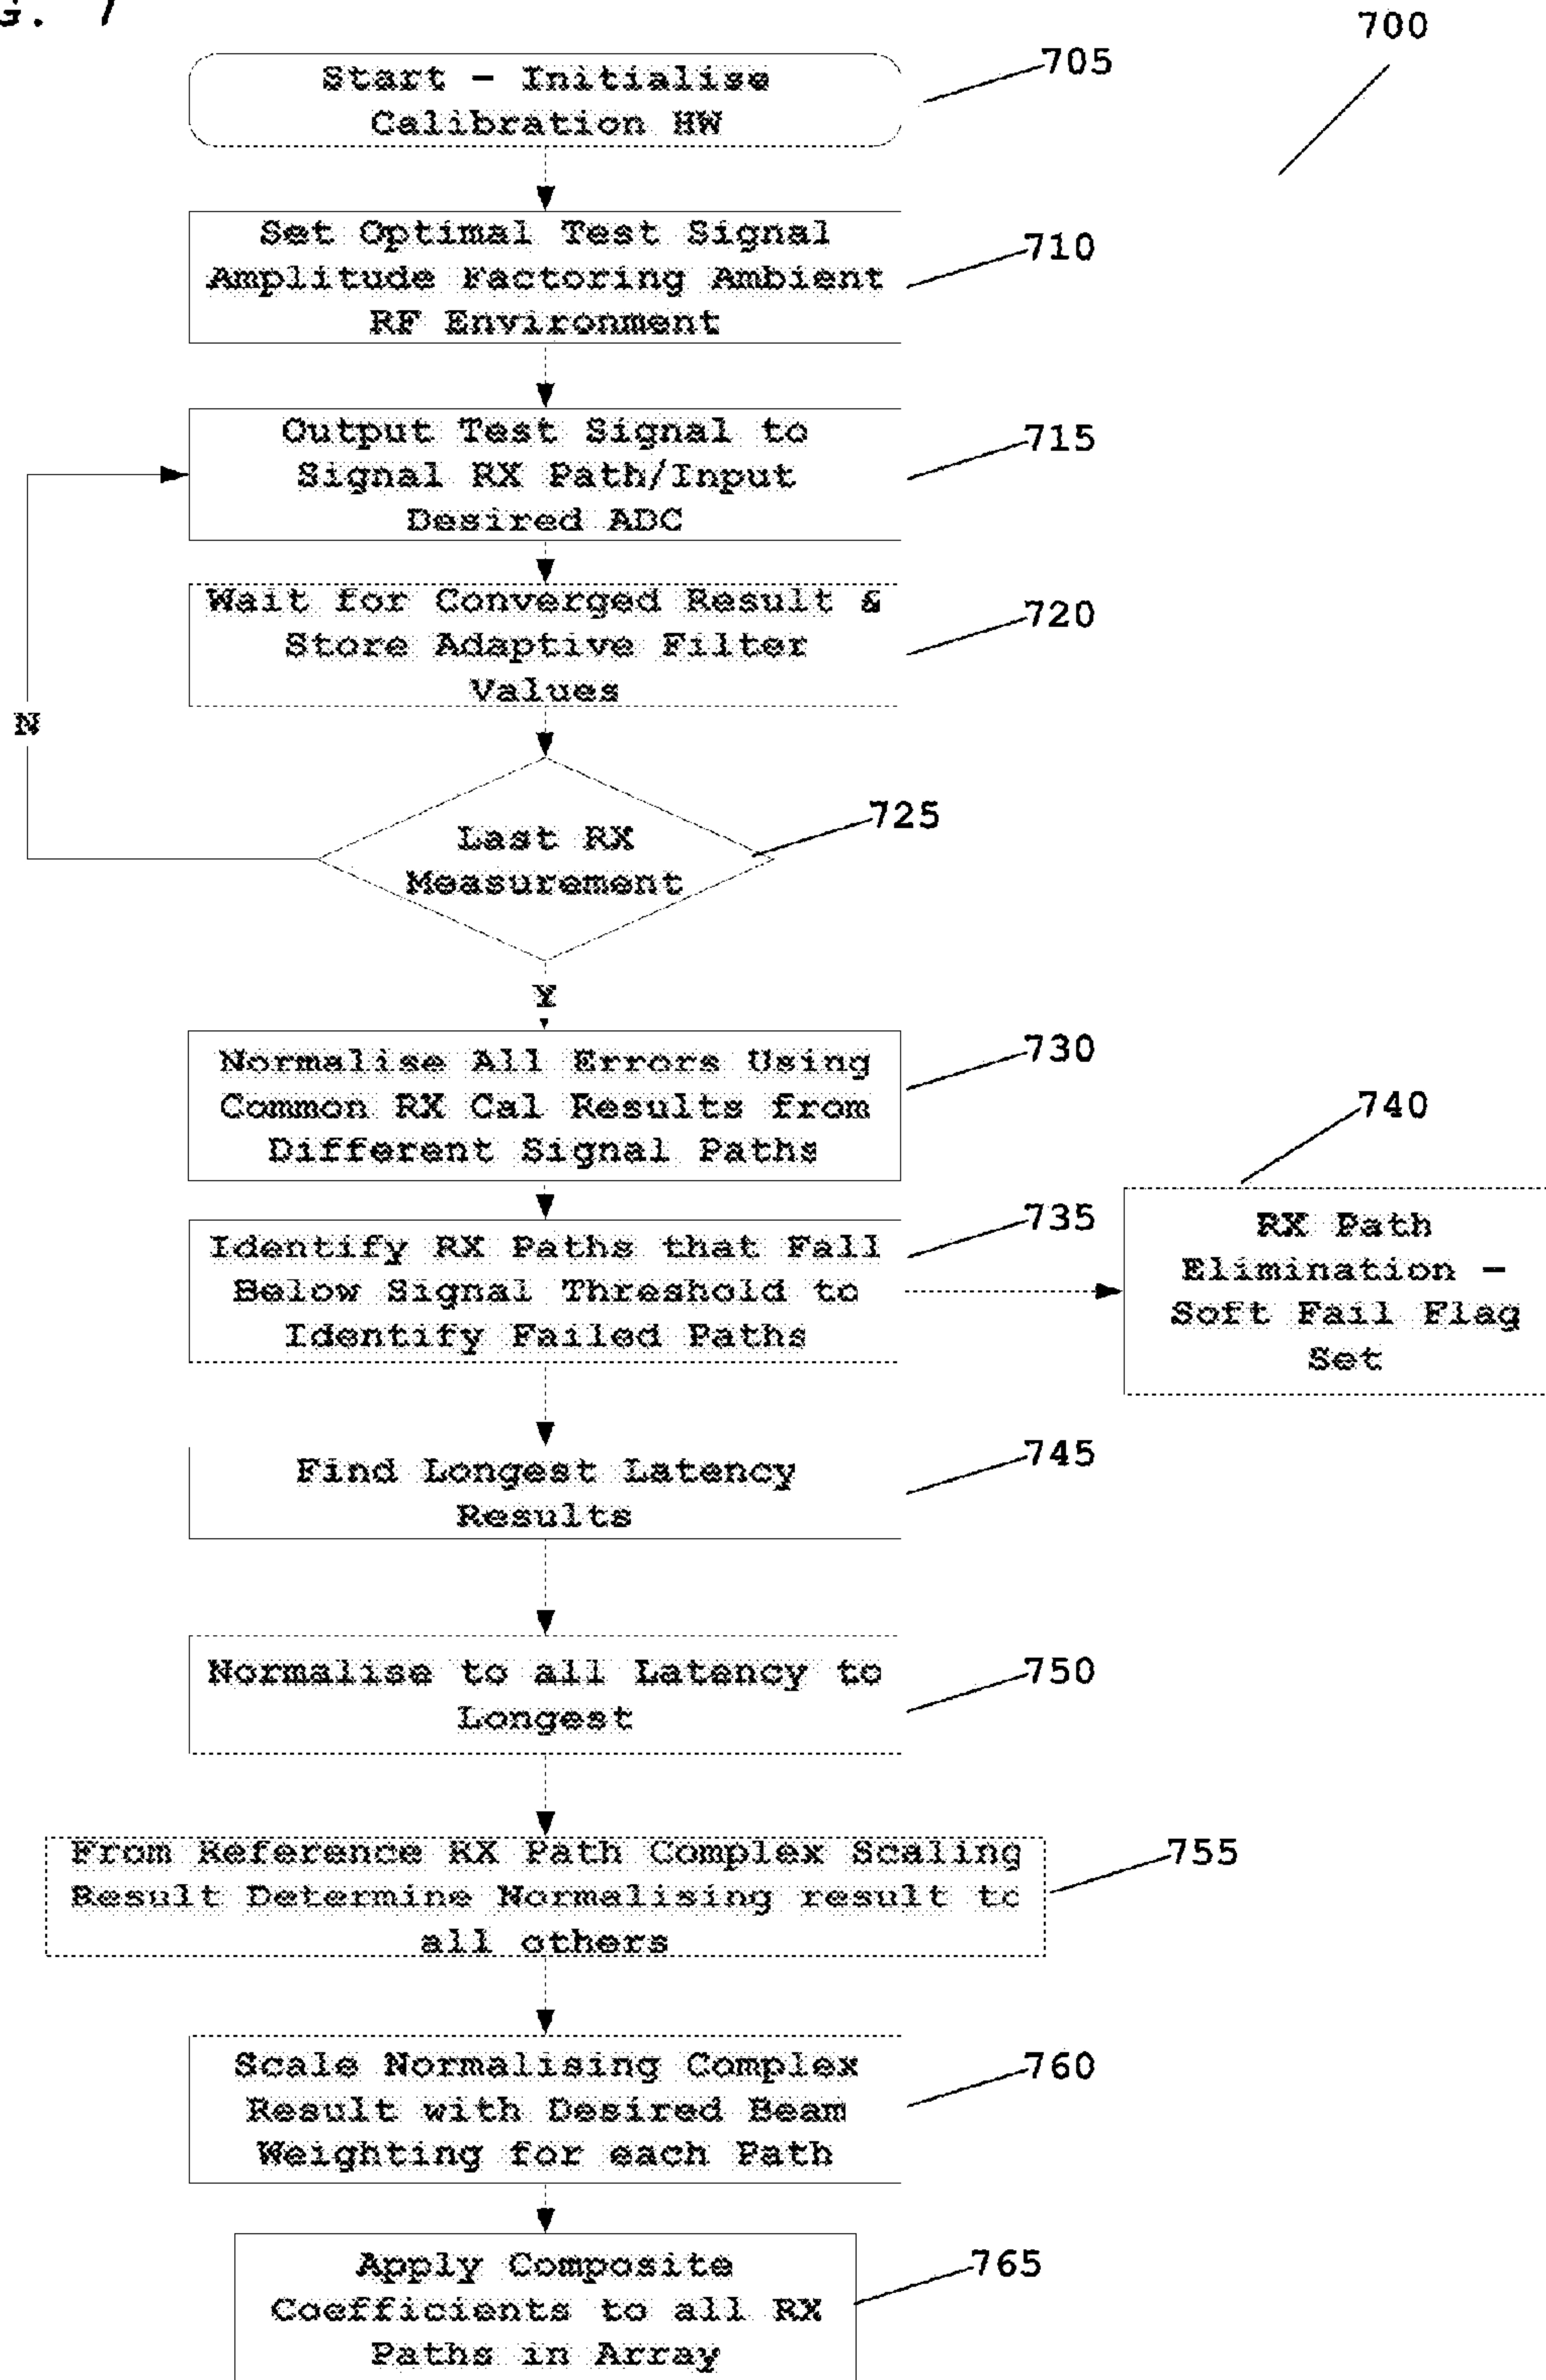 G. 7
700
Start - Initialise
Calibration HW
705
Set Optimal Test Signal
Amplitude Factoring Ambient
RF Environment
710
Output Test Signal to
Signal RX Path/Input
Desired ADC
715
Wait for Converged Result &
Store Adaptive Filter
Values
720
N
Last RX
Measurement
725
Y
Normalise All Errors Using
Common RX Cal Results from
Different Signal Paths
730
Identify RX Paths that Fall
Below Signal Threshold to
Identify Failed Paths
735
740
RX Path
Elimination -
Soft Fail Flag
Set
Find Longest Latency
Results
745
Normalise to all Latency to
Longest
750
From Reference RX Path Complex Scaling
Result Determine Normalising result to
all others
755
Scale Normalising Complex
Result with Desired Beam
Weighting for each Path
760
Apply Composite
Coefficients to all RX
Paths in Array
765